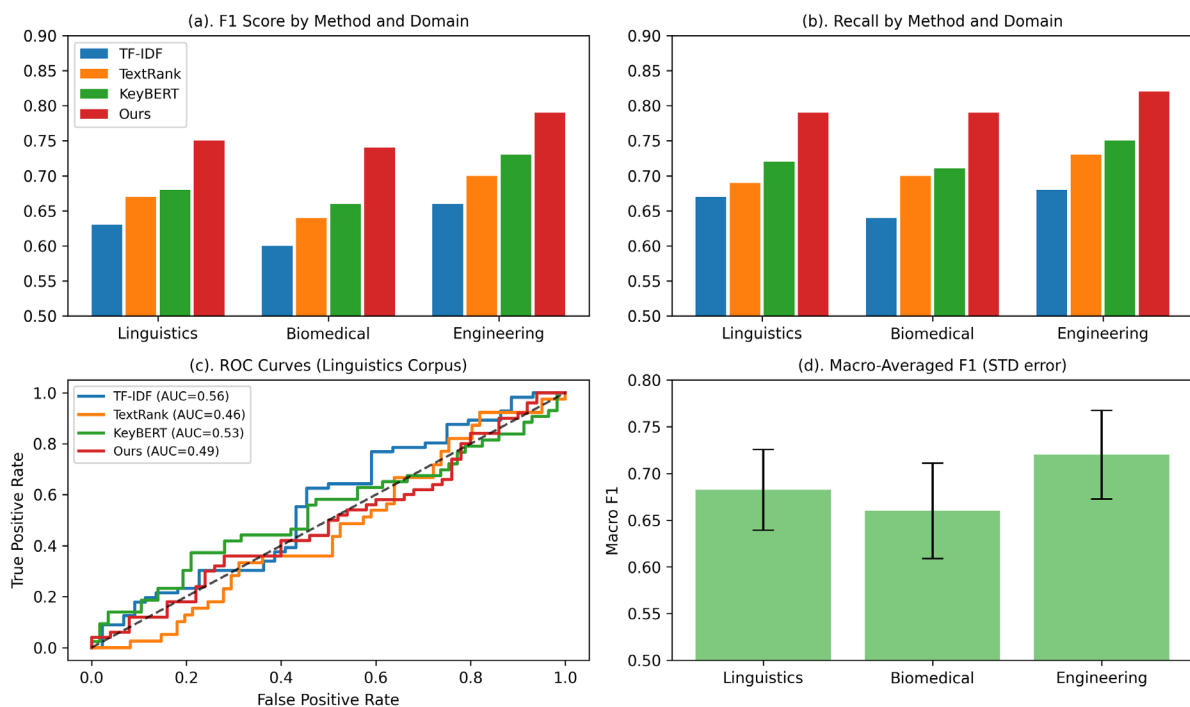 (a). F1 Score by Method and Domain
0.90
0.85
0.80
0.75
0.70
0.65
0.60
0.55
0.50
TF-IDF
TextRank
KeyBERT
Ours
Linguistics Biomedical Engineering
(b). Recall by Method and Domain
0.90
0.85
0.80
0.75
0.70
0.65
0.60
0.55
0.50
Linguistics Biomedical Engineering
(c). ROC Curves (Linguistics Corpus)
True Positive Rate
1.0
0.8
0.6
0.4
0.2
0.0
TF-IDF (AUC=0.56)
TextRank (AUC=0.46)
KeyBERT (AUC=0.53)
Ours (AUC=0.49)
0.0 0.2 0.4 0.6 0.8 1.0
False Positive Rate
(d). Macro-Averaged F1 (STD error)
Macro F1
0.80
0.75
0.70
0.65
0.60
0.55
0.50
Linguistics Biomedical Engineering